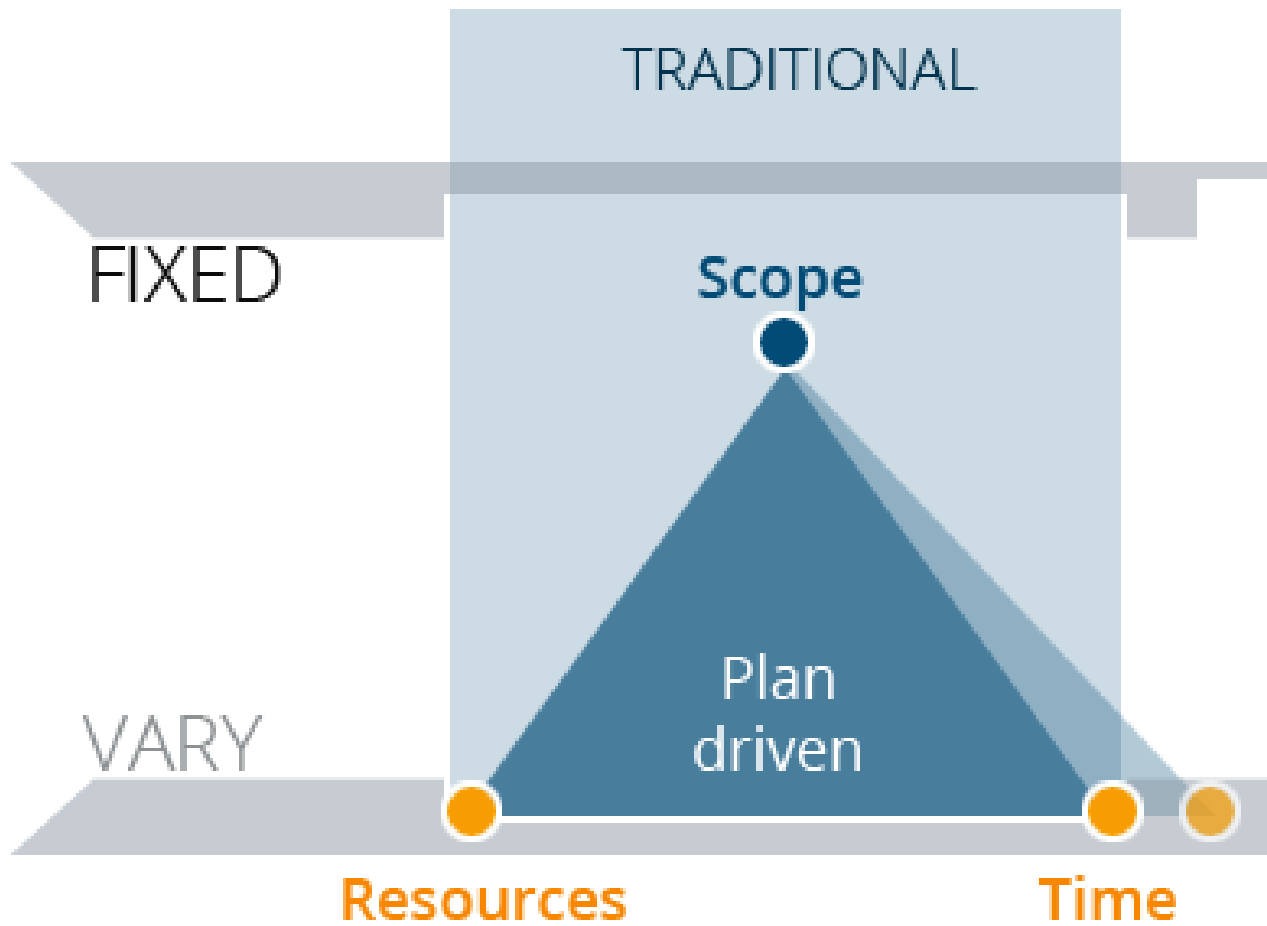 TRADITIONAL
FIXED
Scope
Plan
driven
VARY
Resources
Time